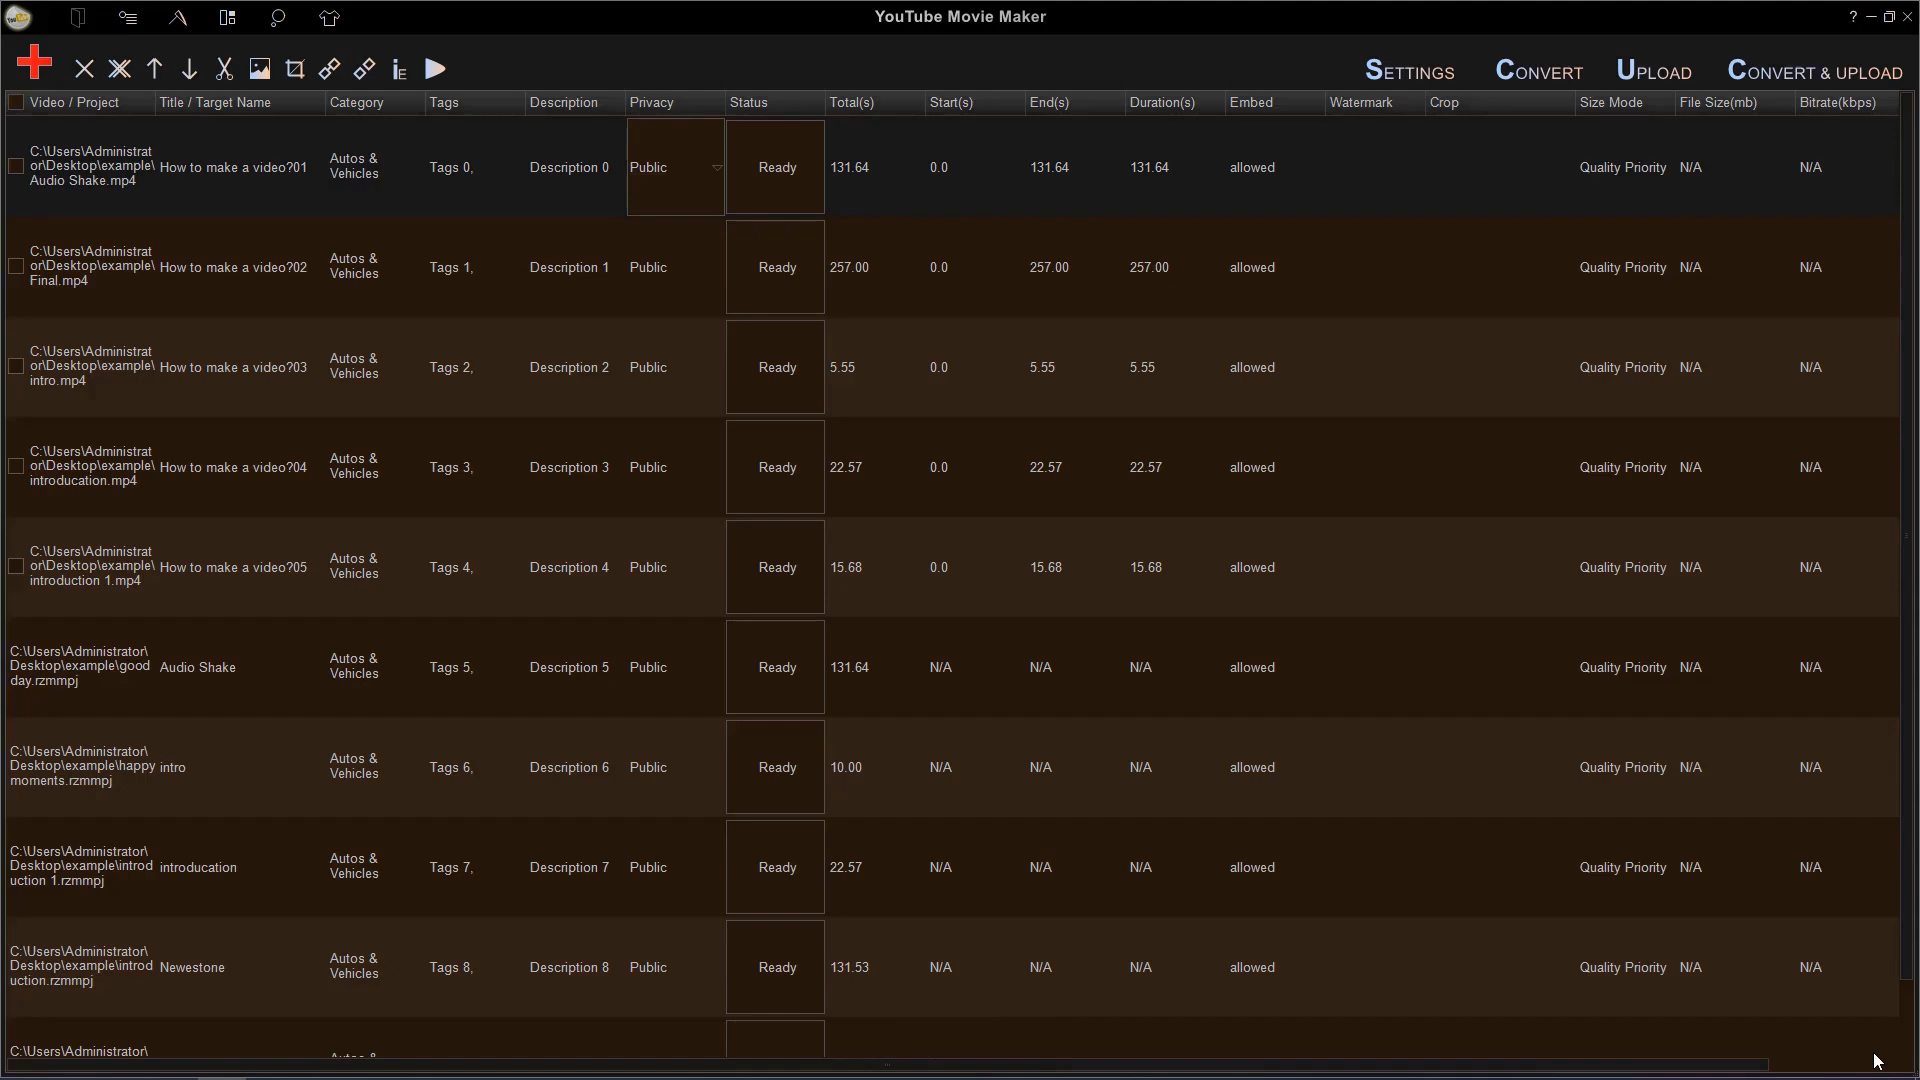 YouTube Movie Maker
?
SETTINGS CONVERT UPLOAD CONVERT & UPLOAD
Video / Project Title / Target Name Category Tags Description Privacy Status Total(s) Start(s) End(s) Duration(s) Embed Watermark Crop Size Mode File Size(mb) Bitrate(kbps)
C:\Users\Administrat
or\Desktop\example\
Audio Shake.mp4
How to make a video?01
Autos &
Vehicles
Tags 0, Description 0 Public Ready 131.64 0.0 131.64 131.64 allowed Quality Priority N/A N/A
C:\Users\Administrat
or\Desktop\example\
Final.mp4
How to make a video?02
Autos &
Vehicles
Tags 1, Description 1 Public Ready 257.00 0.0 257.00 257.00 allowed Quality Priority N/A N/A
C:\Users\Administrat
or\Desktop\example\
intro.mp4
How to make a video?03
Autos &
Vehicles
Tags 2, Description 2 Public Ready 5.55 0.0 5.55 5.55 allowed Quality Priority N/A N/A
C:\Users\Administrat
or\Desktop\example\
introducation.mp4
How to make a video?04
Autos &
Vehicles
Tags 3, Description 3 Public Ready 22.57 0.0 22.57 22.57 allowed Quality Priority N/A N/A
C:\Users\Administrat
or\Desktop\example\
introduction 1.mp4
How to make a video?05
Autos &
Vehicles
Tags 4, Description 4 Public Ready 15.68 0.0 15.68 15.68 allowed Quality Priority N/A N/A
C:\Users\Administrator\
Desktop\example\good
day.rzmmpj
Audio Shake
Autos &
Vehicles
Tags 5, Description 5 Public Ready 131.64 N/A N/A N/A allowed Quality Priority N/A N/A
C:\Users\Administrator\
Desktop\example\happy
moments.rzmmpj
intro
Autos &
Vehicles
Tags 6, Description 6 Public Ready 10.00 N/A N/A N/A allowed Quality Priority N/A N/A
C:\Users\Administrator\
Desktop\example\introd
uction 1.rzmmpj
introducation
Autos &
Vehicles
Tags 7, Description 7 Public Ready 22.57 N/A N/A N/A allowed Quality Priority N/A N/A
C:\Users\Administrator\
Desktop\example\introd
uction.rzmmpj
Newestone
Autos &
Vehicles
Tags 8, Description 8 Public Ready 131.53 N/A N/A N/A allowed Quality Priority N/A N/A
C:\Users\Administrator\